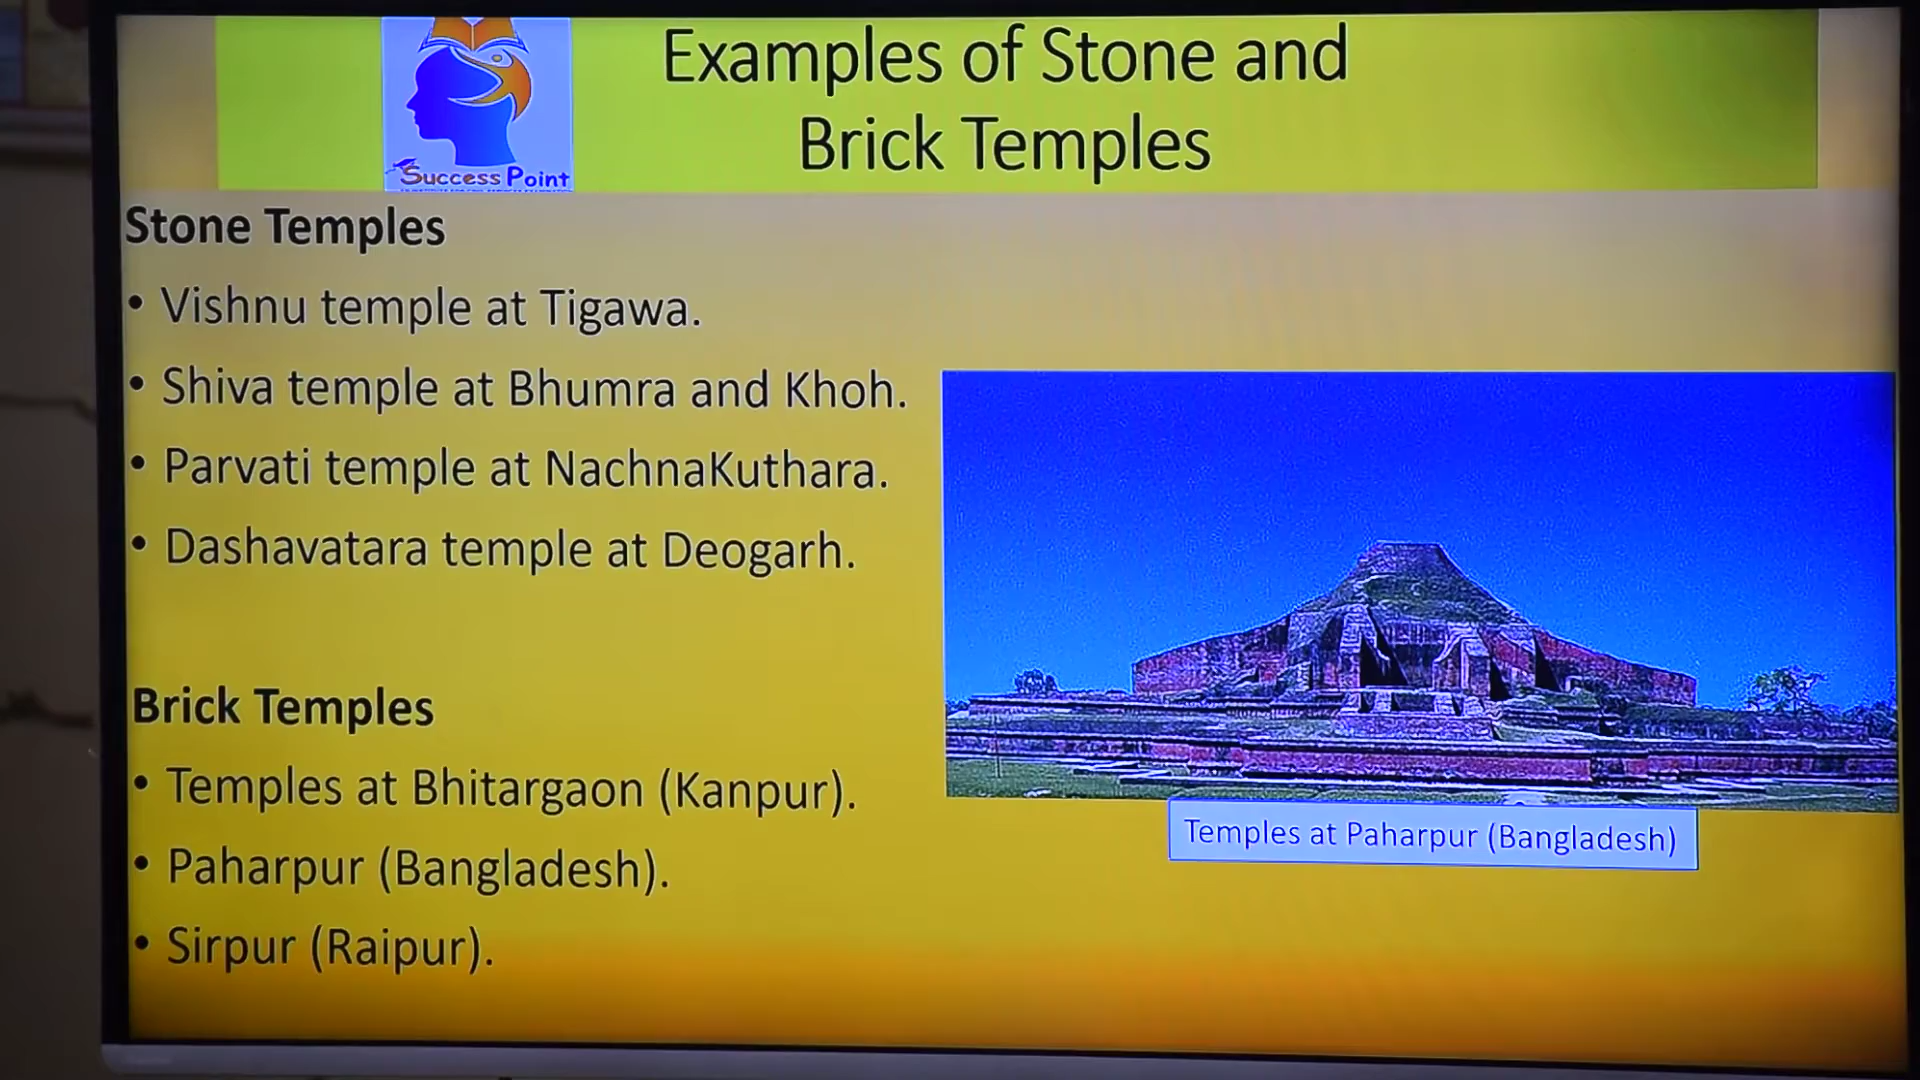 Success Point
Examples of Stone and
Brick Temples
Stone Temples
• Vishnu temple at Tigawa.
• Shiva temple at Bhumra and Khoh.
• Parvati temple at NachnaKuthara.
• Dashavatara temple at Deogarh.
Brick Temples
• Temples at Bhitargaon (Kanpur).
• Paharpur (Bangladesh).
• Sirpur (Raipur).
Temples at Paharpur (Bangladesh)